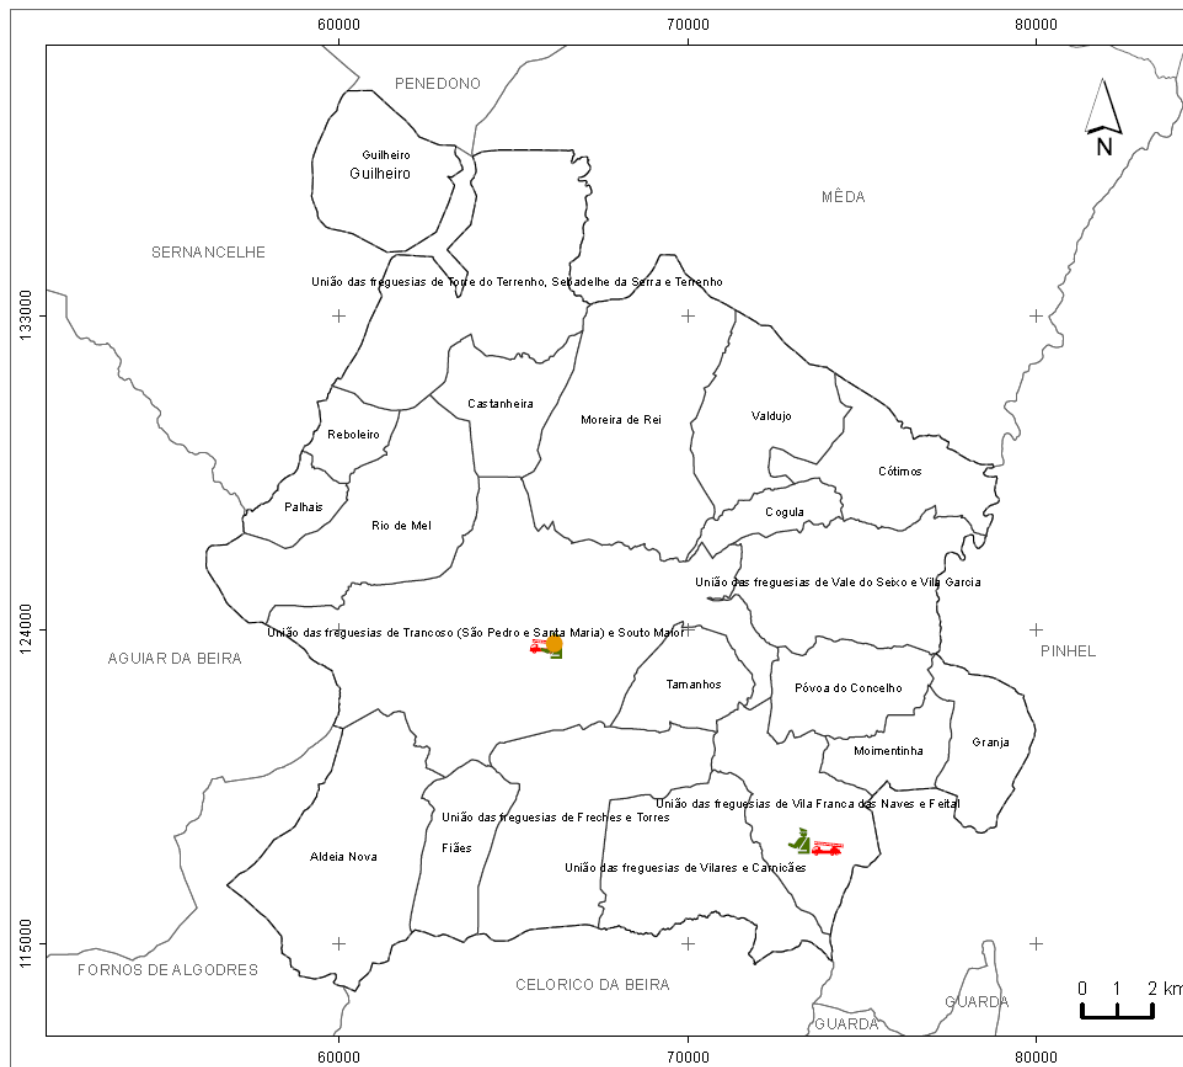 60000 70000 80000
PENEDONO
N
Guilheiro
Guilheiro
MÊDA
SERNANCELHE
União das freguesias de Torre do Terrenho, Sebadelhe da Serra e Terrenho
133000
Castanheira
Moreira de Rei
Valdujo
Reboleiro
Cótimos
Palhais
Cogula
Rio de Mel
União das freguesias de Vale do Seixo e Vila Garcia
124000
União das freguesias de Trancoso (São Pedro e Santa Maria) e Souto Maior
PINHEL
AGUIAR DA BEIRA
Tamanhos
Póvoa do Concelho
Granja
Moimentinha
União das freguesias de Vila Franca das Naves e Feital
União das freguesias de Freches e Torres
Fiães
Aldeia Nova
União das freguesias de Vilares e Carnicães
115000
FORNOS DE ALGODRES
CELORICO DA BEIRA
0 1 2 km
GUARDA
GUARDA
60000 70000 80000